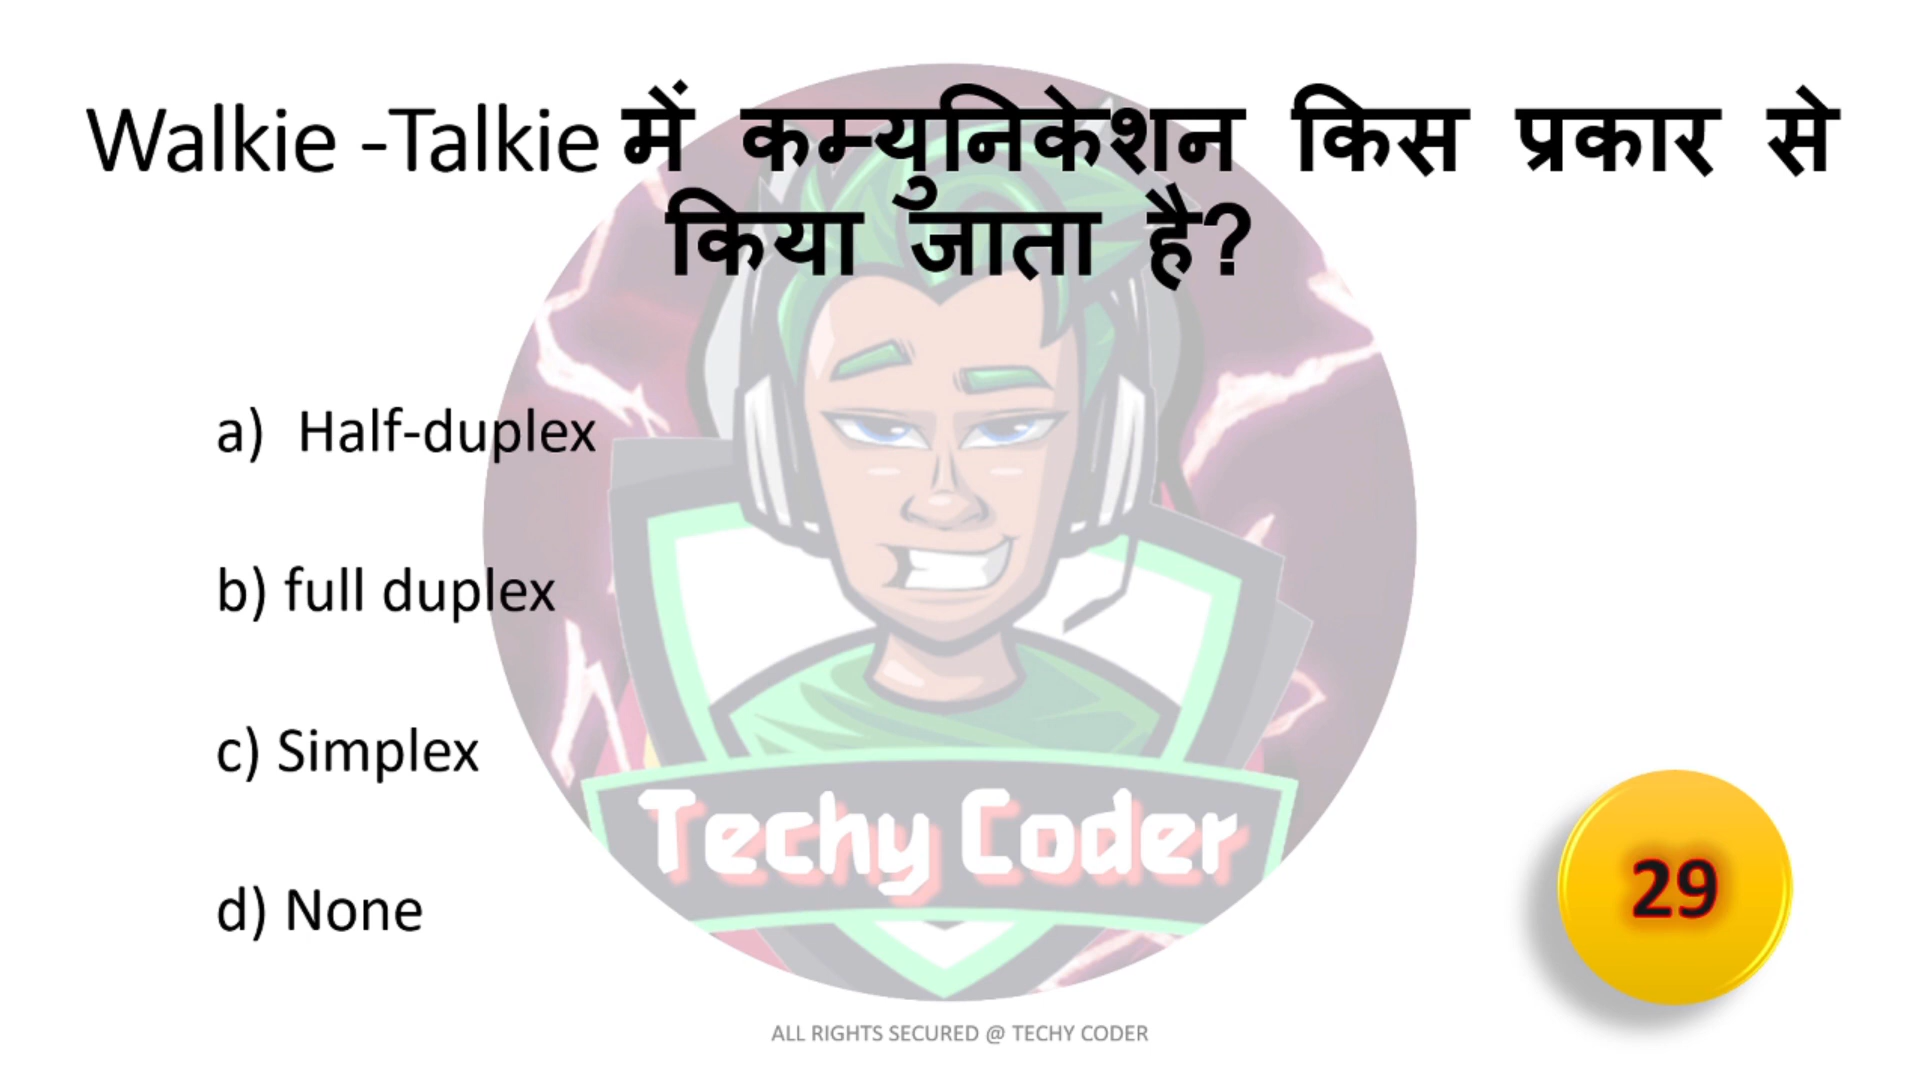 Walkie -Talkie में कम्युनिकेशन किस प्रकार से
किया जाता है?
a) Half-duplex
b) full duplex
c) Simplex
d) None
Techy Coder
29
ALL RIGHTS SECURED @ TECHY CODER